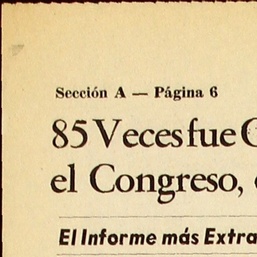 Sección A — Página 6
85 Veces fue
el Congreso,
El Informe más Extra